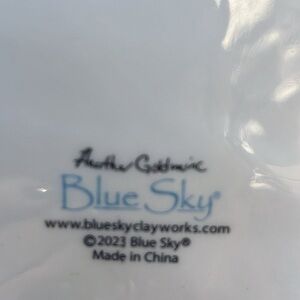 Heather Goldminc
Blue Sky®
www.blueskyclayworks.com
©2023 Blue Sky®
Made in China